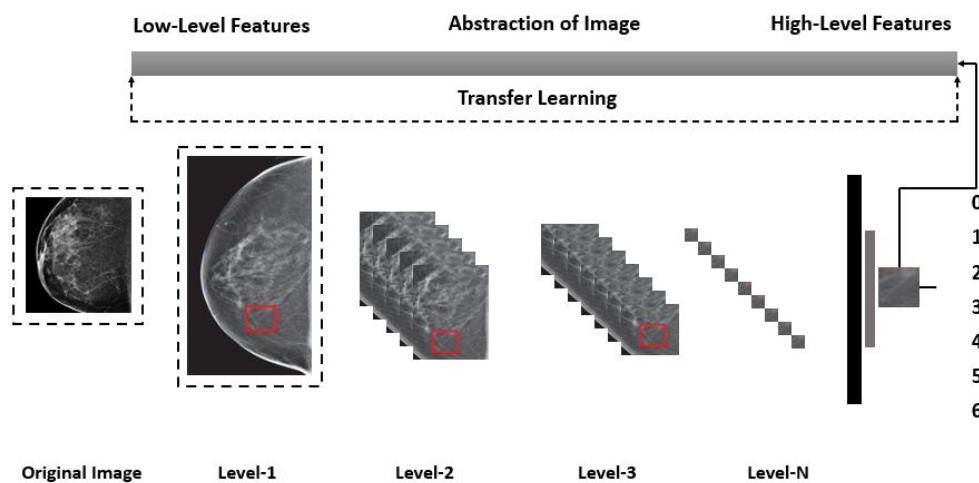 Low-Level Features
Abstraction of Image
High-Level Features
Transfer Learning
0
1
2
3
4
5
6
Original Image
Level-1
Level-2
Level-3
Level-N